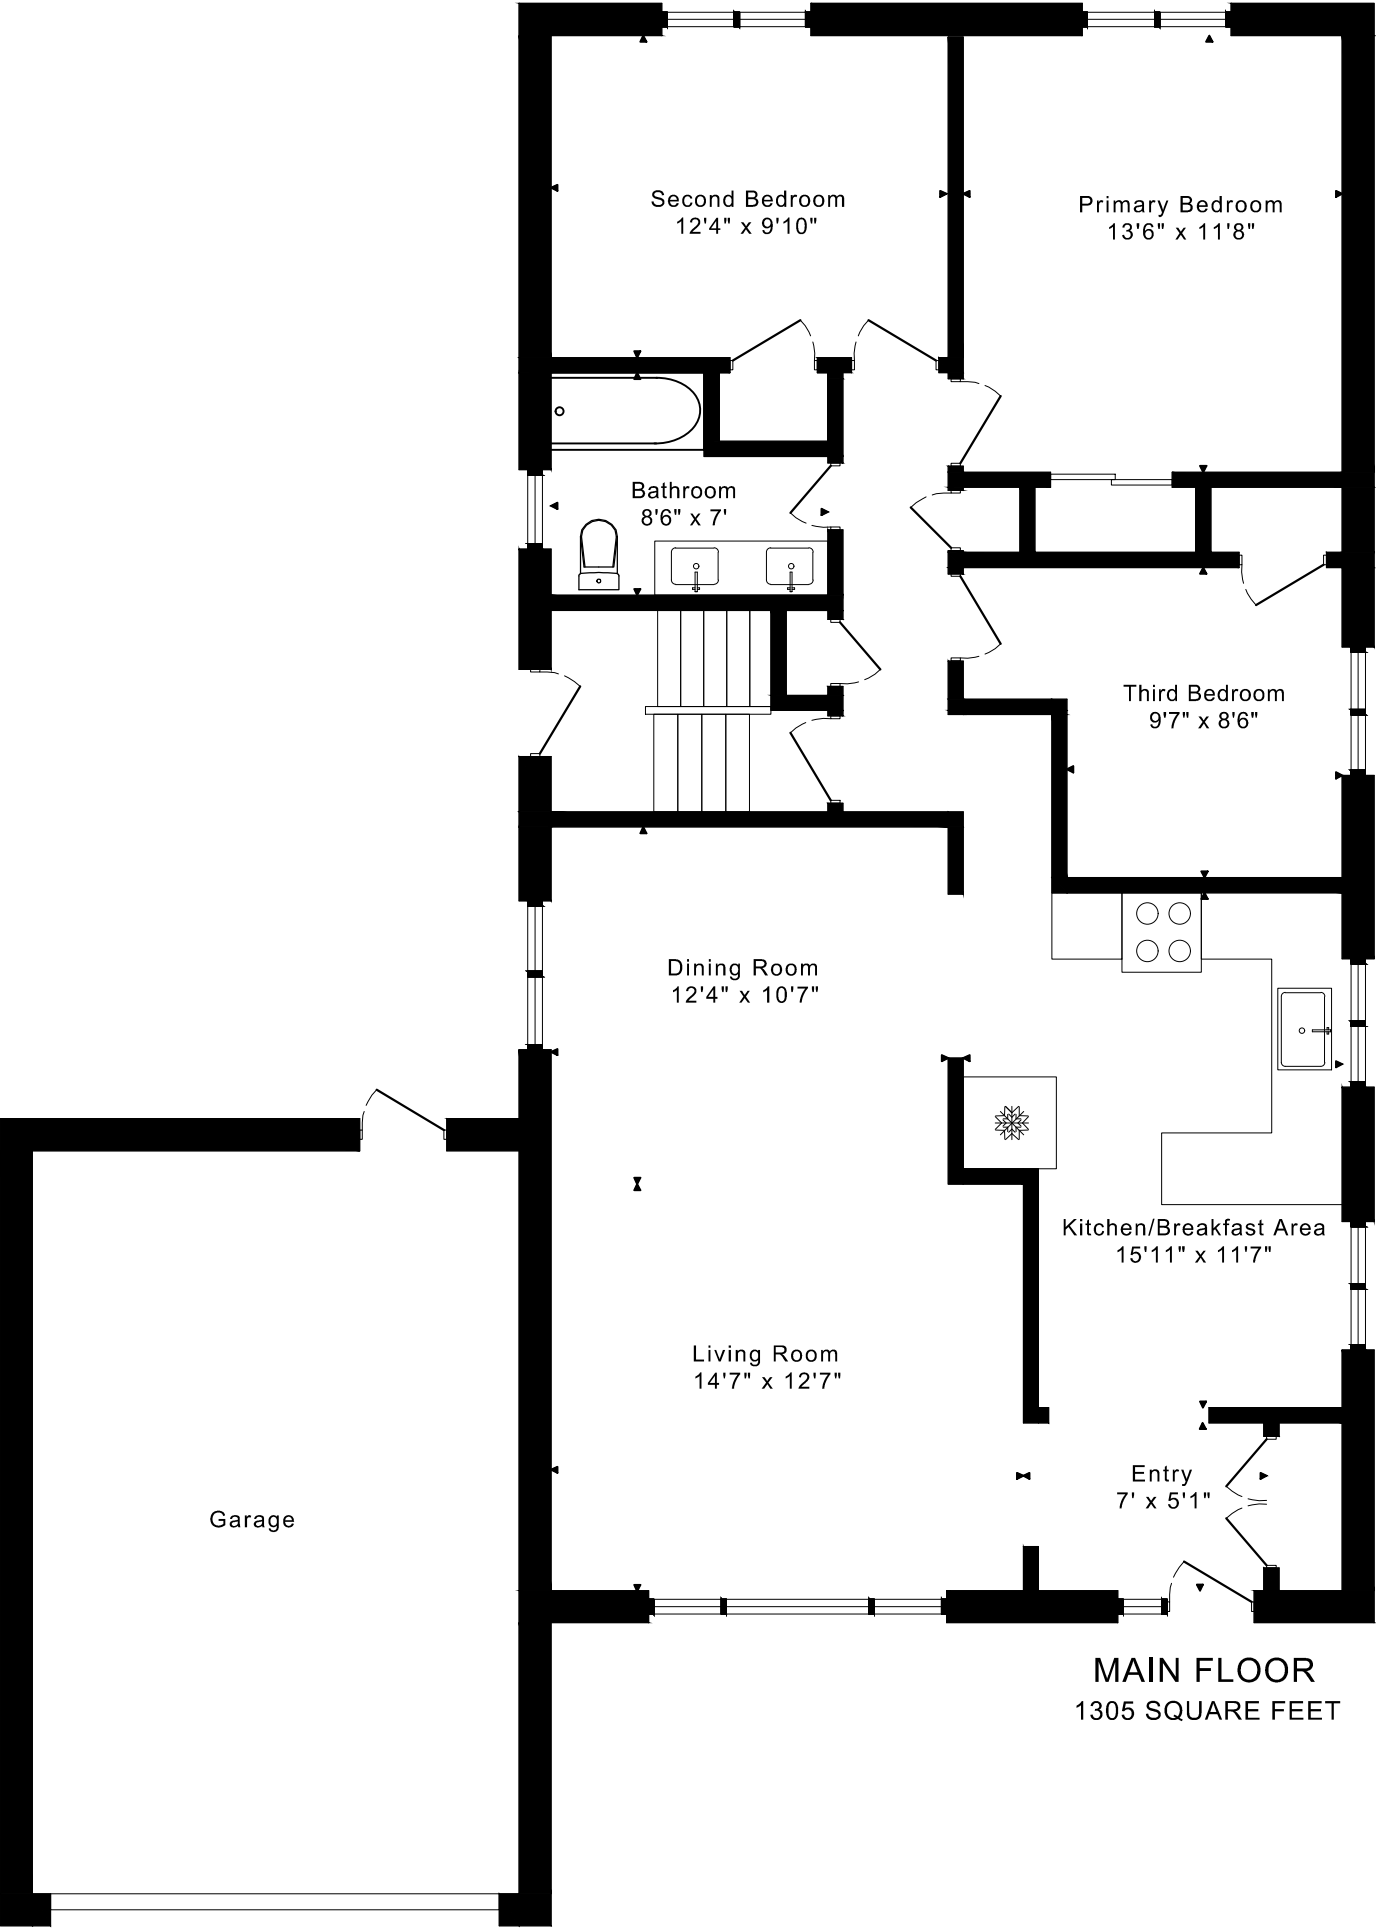 Second Bedroom
12'4" x 9'10"
Primary Bedroom
13'6" x 11'8"
Bathroom
8'6" x 7'
Third Bedroom
9'7" x 8'6"
Dining Room
12'4" x 10'7"
Kitchen/Breakfast Area
15'11" x 11'7"
Living Room
14'7" x 12'7"
Entry
7' x 5'1"
Garage
MAIN FLOOR
1305 SQUARE FEET